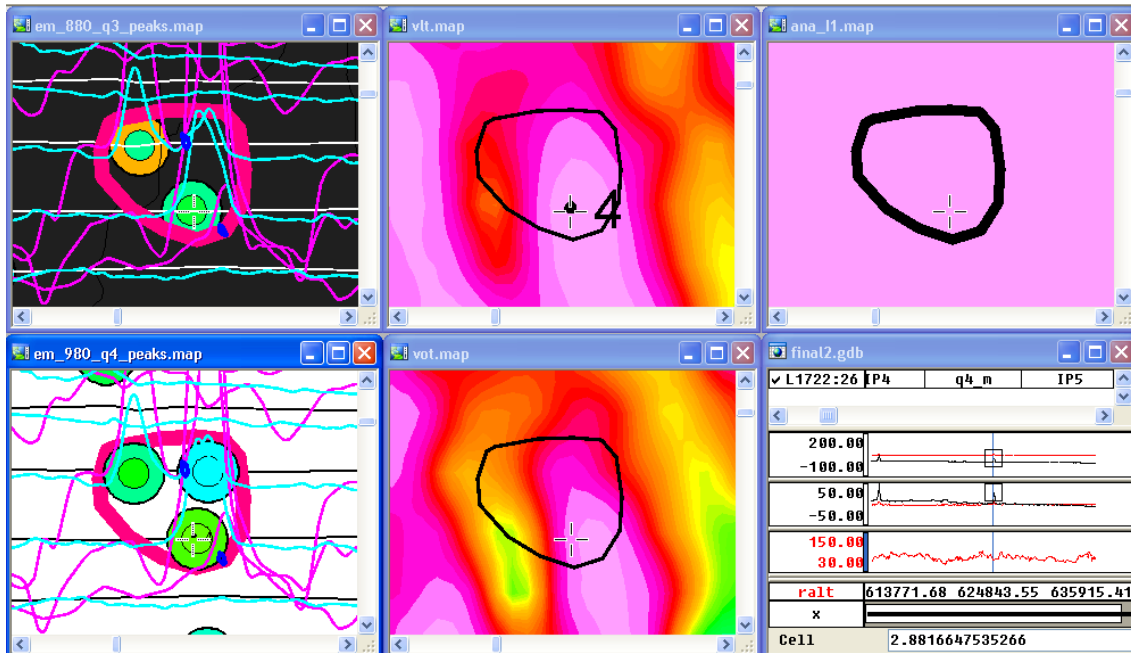 em_880_q3_peaks.map
vlt.map
ana_l1.map
4
em_980_q4_peaks.map
vot.map
final2.gdb
L1722:26 IP4 q4_m IP5
200.00
-100.00
50.00
-50.00
150.00
30.00
ralt 613771.68 624843.55 635915.41
x
Cell 2.8816647535266